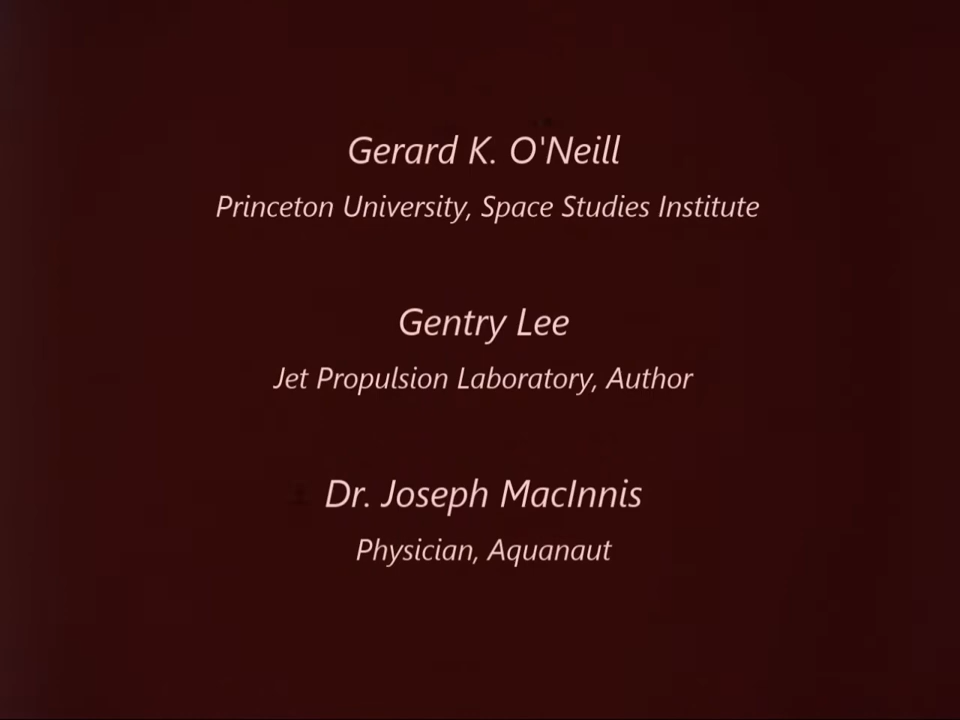 Gerard K. O'Neill
Princeton University, Space Studies Institute
Gentry Lee
Jet Propulsion Laboratory, Author
Dr. Joseph MacInnis
Physician, Aquanaut